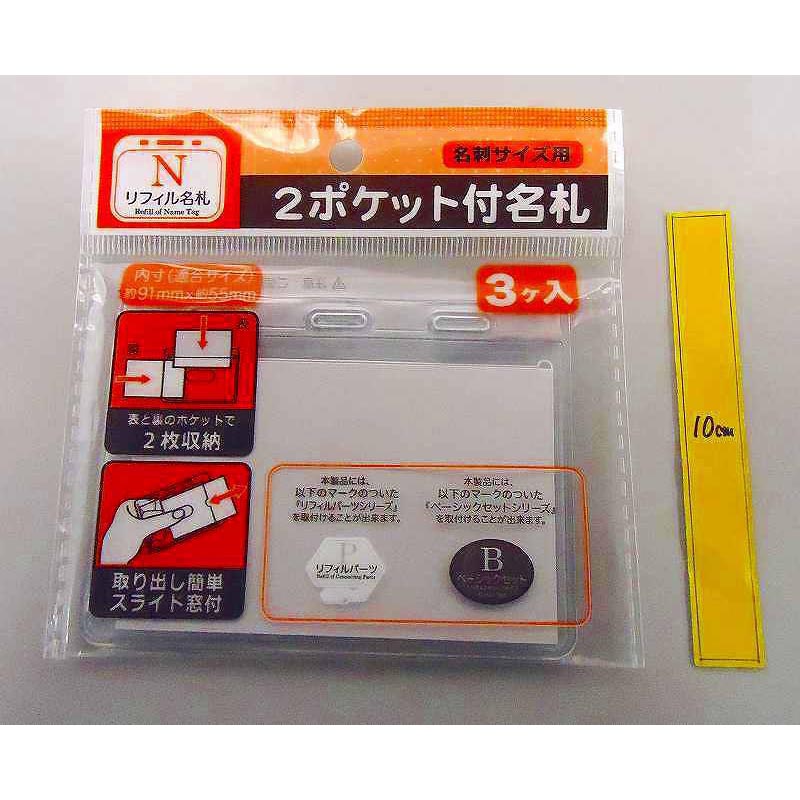 N
リフィル名札
Refill of Name Tag
名刺サイズ用
2ポケット付名札
内寸(適合サイズ)
約91mm×約55mm
3ヶ入
表
裏
表と裏のポケットで
2枚収納
取り出し簡単
スライド窓付
本製品には、
以下のマークのついた
『リフィルパーツシリーズ』
を取付けることが出来ます。
P
リフィルパーツ
Refill of Connecting Parts
本製品には、
以下のマークのついた
『ベーシックセットシリーズ』
を取付けることが出来ます。
B
ベーシックセット
10cm